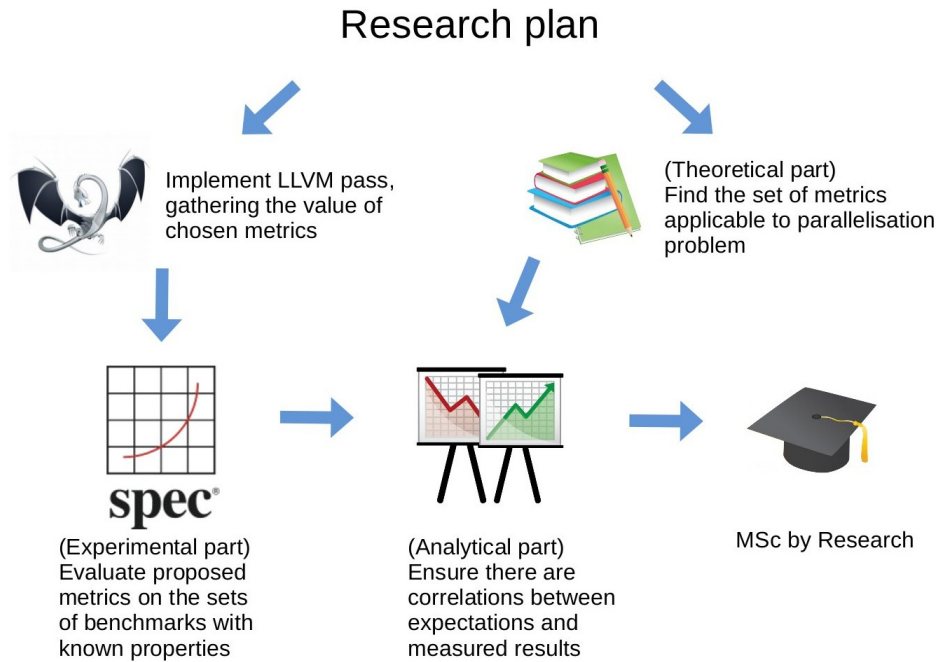 Research plan
Implement LLVM pass,
gathering the value of
chosen metrics
(Theoretical part)
Find the set of metrics
applicable to parallelisation
problem
spec®
(Experimental part)
Evaluate proposed
metrics on the sets
of benchmarks with
known properties
(Analytical part)
Ensure there are
correlations between
expectations and
measured results
MSc by Research